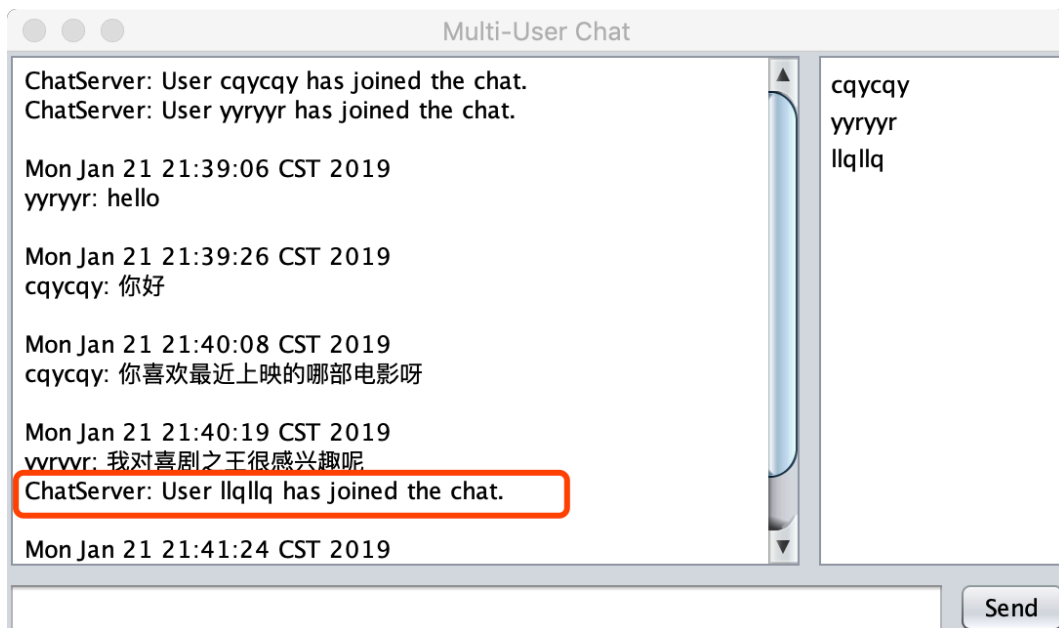 Multi-User Chat
ChatServer: User cqycqy has joined the chat.
ChatServer: User yyryyr has joined the chat.
Mon Jan 21 21:39:06 CST 2019
yyryyr: hello
Mon Jan 21 21:39:26 CST 2019
cqycqy: 你好
Mon Jan 21 21:40:08 CST 2019
cqycqy: 你喜欢最近上映的哪部电影呀
Mon Jan 21 21:40:19 CST 2019
yyryyr: 我对喜剧之王很感兴趣呢
ChatServer: User llqllq has joined the chat.
Mon Jan 21 21:41:24 CST 2019
cqycqy
yyryyr
llqllq
Send